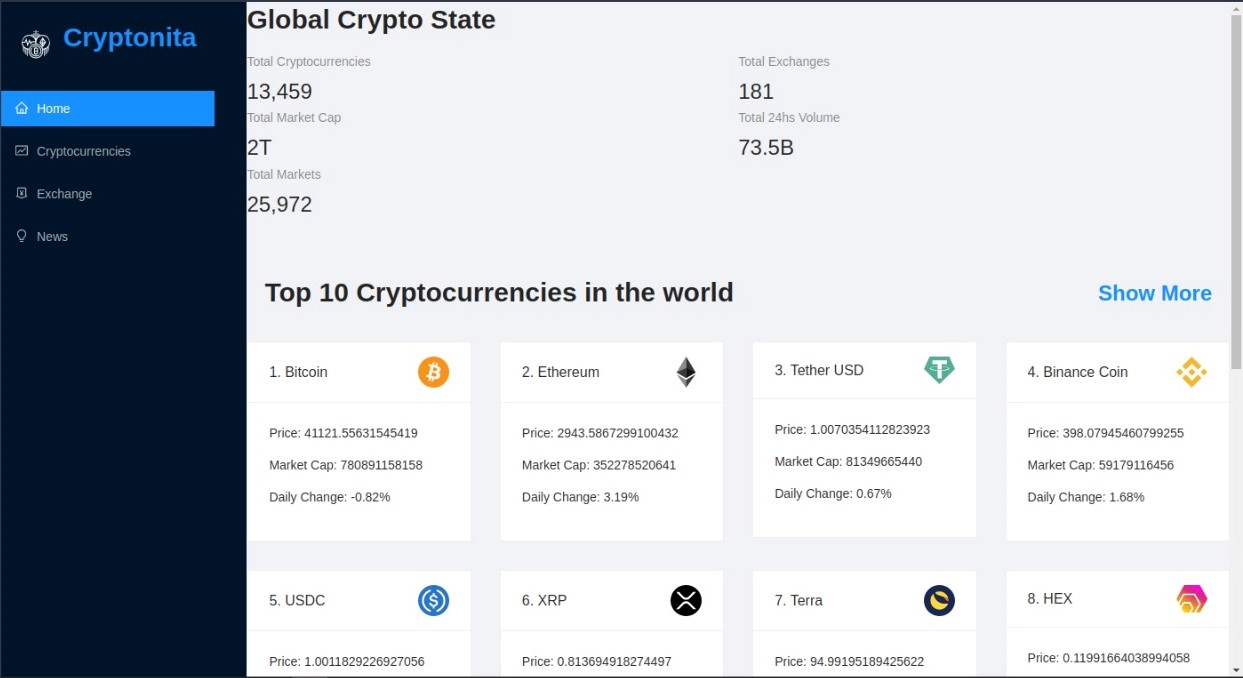 Cryptonita
Home
Cryptocurrencies
Exchange
News
Global Crypto State
Total Cryptocurrencies
13,459
Total Exchanges
181
Total Market Cap
2T
Total 24hs Volume
73.5B
Total Markets
25,972
Top 10 Cryptocurrencies in the world
Show More
1. Bitcoin
Price: 41121.55631545419
Market Cap: 780891158158
Daily Change: -0.82%
2. Ethereum
Price: 2943.5867299100432
Market Cap: 352278520641
Daily Change: 3.19%
3. Tether USD
Price: 1.0070354112823923
Market Cap: 81349665440
Daily Change: 0.67%
4. Binance Coin
Price: 398.07945460799255
Market Cap: 59179116456
Daily Change: 1.68%
5. USDC
Price: 1.0011829226927056
6. XRP
Price: 0.813694918274497
7. Terra
Price: 94.99195189425622
8. HEX
Price: 0.11991664038994058